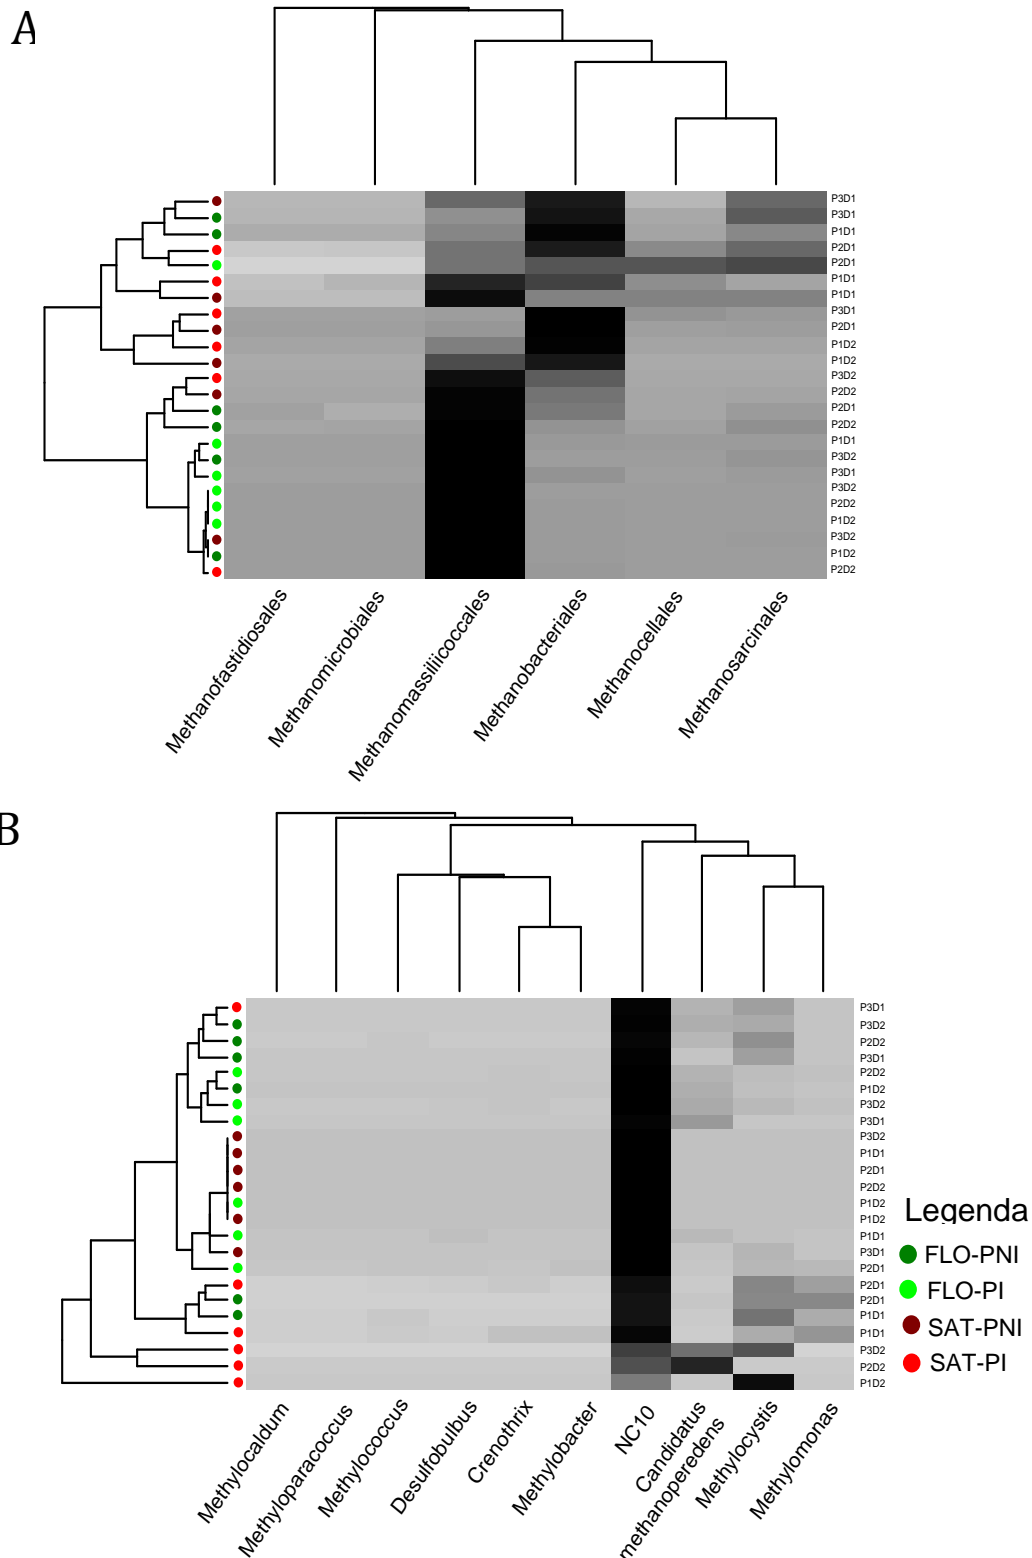 A
P3D1
P3D1
P1D1
P2D1
P2D1
P1D1
P1D1
P3D1
P2D1
P1D2
P1D2
P3D2
P2D2
P2D1
P2D2
P1D1
P3D2
P3D1
P3D2
P2D2
P1D2
P3D2
P1D2
P2D2
Methanofastidiosales
Methanomicrobiales
Methanomassiliicoccales
Methanobacteriales
Methanocellales
Methanosarcinales
B
P3D1
P3D2
P2D2
P3D1
P2D2
P1D2
P3D2
P3D1
P3D2
P1D1
P2D1
P2D2
P1D2
P1D2
P1D1
P3D1
P2D1
P2D1
P2D1
P1D1
P1D1
P3D2
P2D2
P1D2
Legenda
FLO-PNI
FLO-PI
SAT-PNI
SAT-PI
Methylocaldum
Methyloparacoccus
Methylococcus
Desulfobulbus
Crenothrix
Methylobacter
NC10
Candidatus
methanoperedens
Methylocystis
Methylomonas